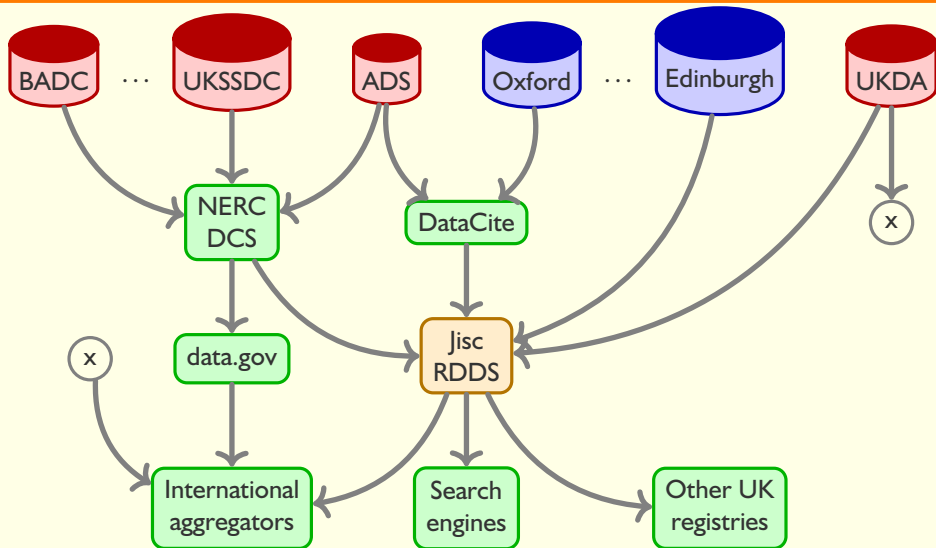 BADC
...
UKSSDC
ADS
Oxford
...
Edinburgh
UKDA
NERC
DCS
DataCite
x
x
data.gov
Jisc
RDDS
International
aggregators
Search
engines
Other UK
registries